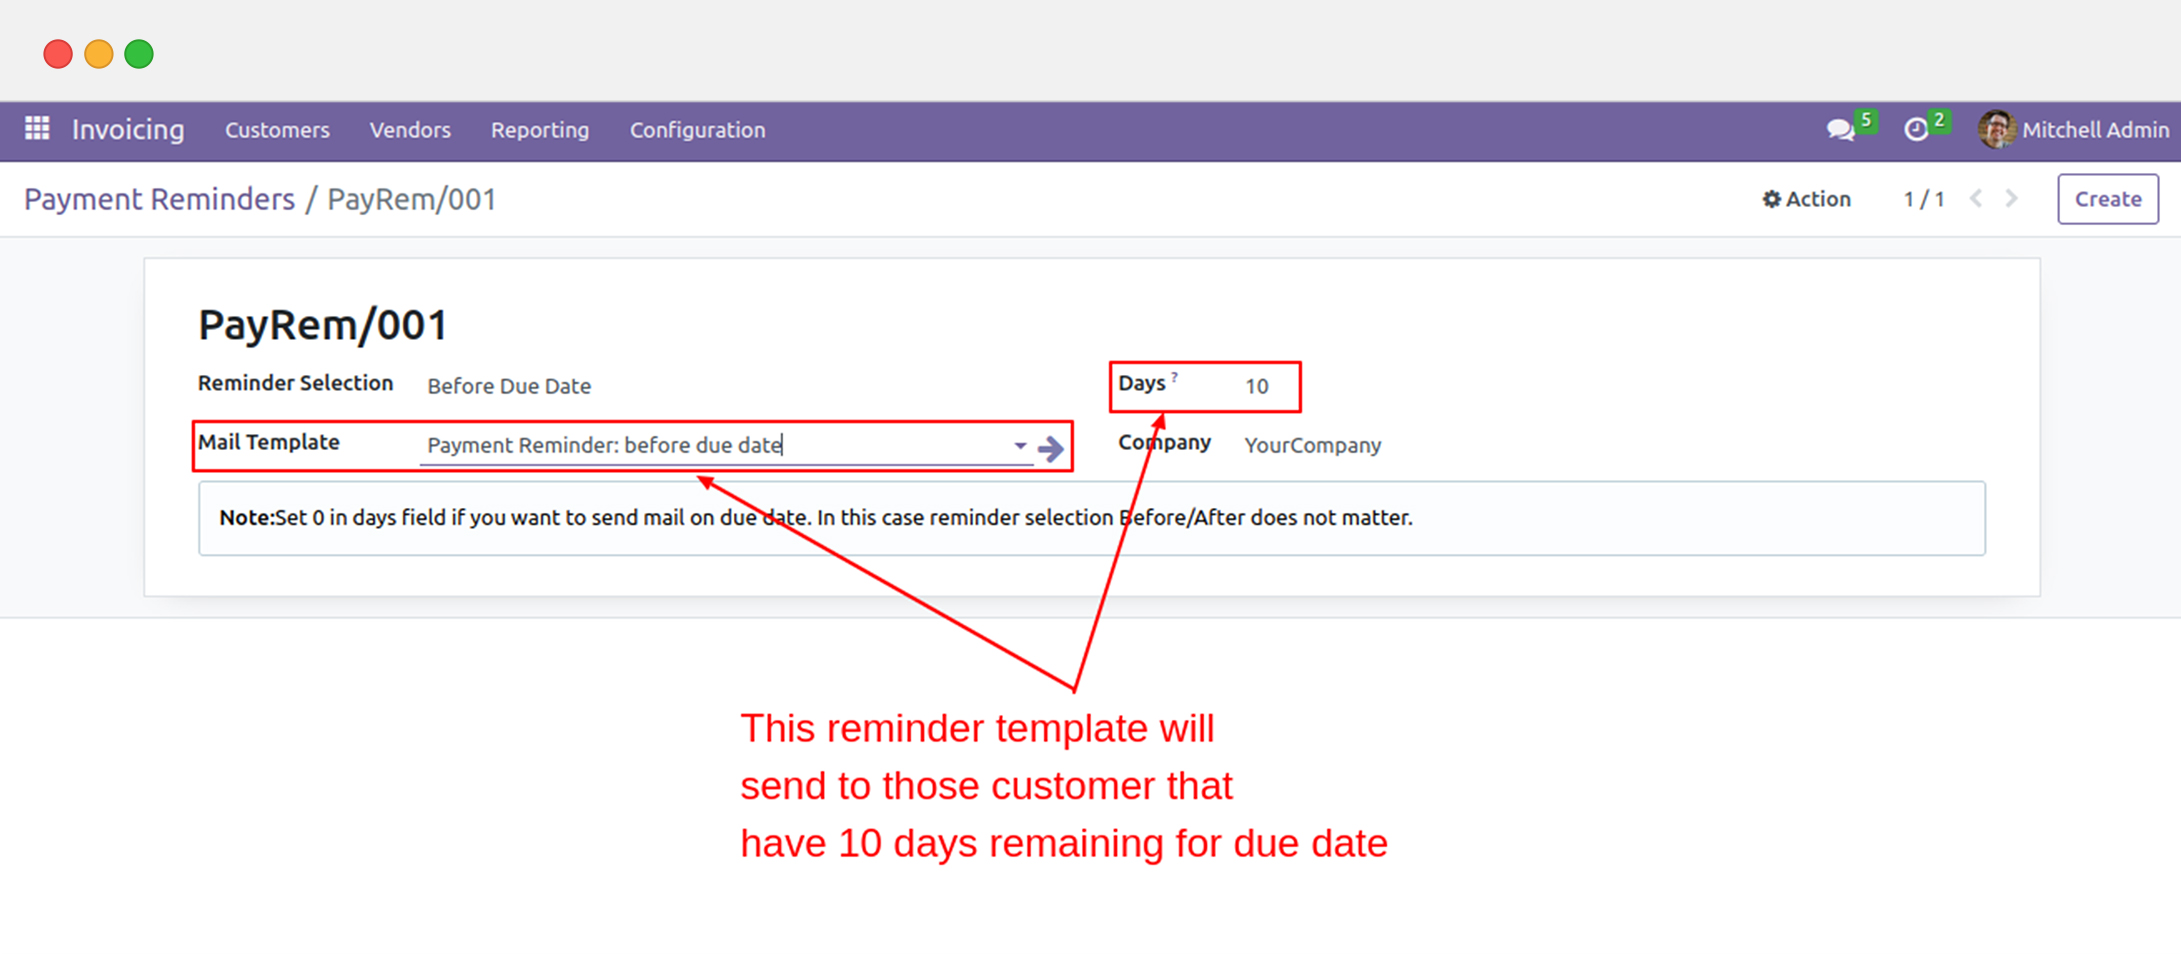 Invoicing Customers Vendors Reporting Configuration 5 2 Mitchell Admin
Payment Reminders / PayRem/001 Action 1 / 1 Create
PayRem/001
Reminder Selection Before Due Date Days ? 10
Mail Template Payment Reminder: before due date Company YourCompany
Note:Set 0 in days field if you want to send mail on due date. In this case reminder selection Before/After does not matter.
This reminder template will
send to those customer that
have 10 days remaining for due date